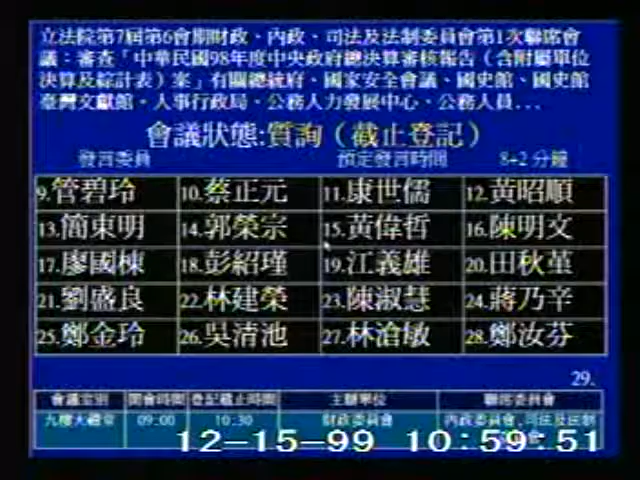 立法院第7屆第6會期財政、內政、司法及法制委員會第1次聯席會
議：審查「中華民國98年度中央政府總決算審核報告（含附屬單位
決算及綜計表）案」有關總統府、國家安全會議、國史館、國史館
臺灣文獻館、人事行政局、公務人力發展中心、公務人員...
會議狀態:質詢（截止登記）
發言委員 預定發言時間 8+2 分鐘
9.管碧玲 10.蔡正元 11.康世儒 12.黃昭順
13.簡東明 14.郭榮宗 15.黃偉哲 16.陳明文
17.廖國棟 18.彭紹瑾 19.江義雄 20.田秋堇
21.劉盛良 22.林建榮 23.陳淑慧 24.蔣乃辛
25.鄭金玲 26.吳清池 27.林滄敏 28.鄭汝芬
29.
會議室別 開會時間 登記截止時間 主辦單位 聯席委員會
九樓大禮堂 09:00 10:30 財政委員會 內政委員會,司法及法制
12-15-99 10:59:51